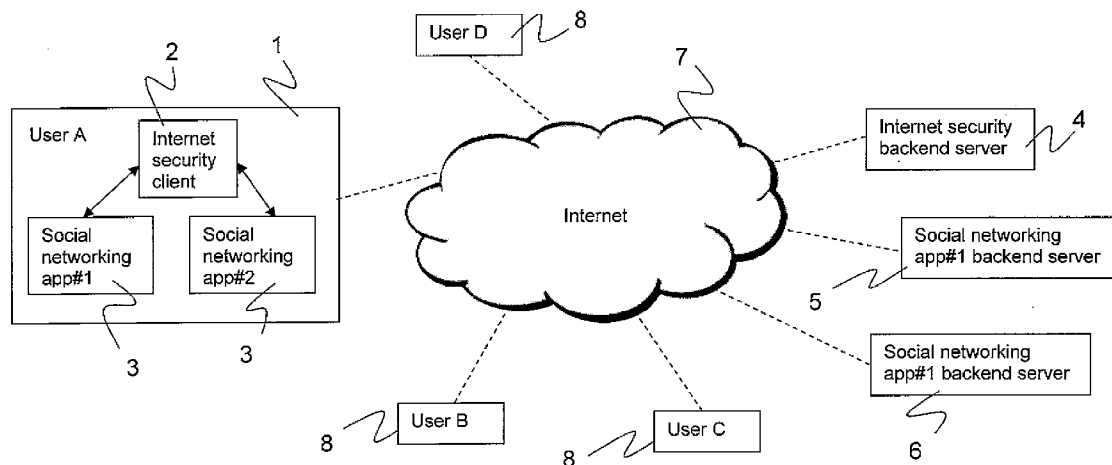 User D
8
7
2
1
User A
Internet
security
client
Social
networking
app#1
Social
networking
app#2
3
3
Internet
Internet security
backend server
4
Social networking
app#1 backend server
5
Social networking
app#1 backend server
6
User B
8
User C
8